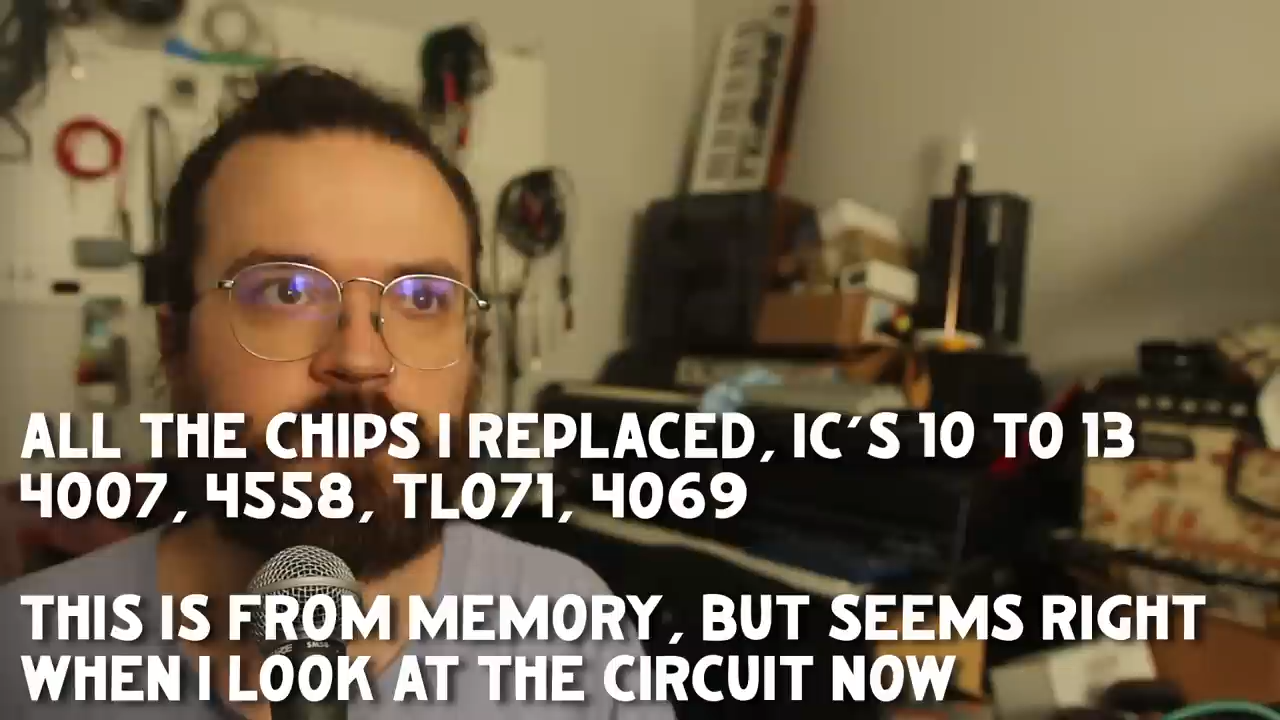 ALL THE CHIPS I REPLACED, IC'S 10 TO 13
4007, 4558, TL071, 4069
THIS IS FROM MEMORY, BUT SEEMS RIGHT
WHEN I LOOK AT THE CIRCUIT NOW
SM58